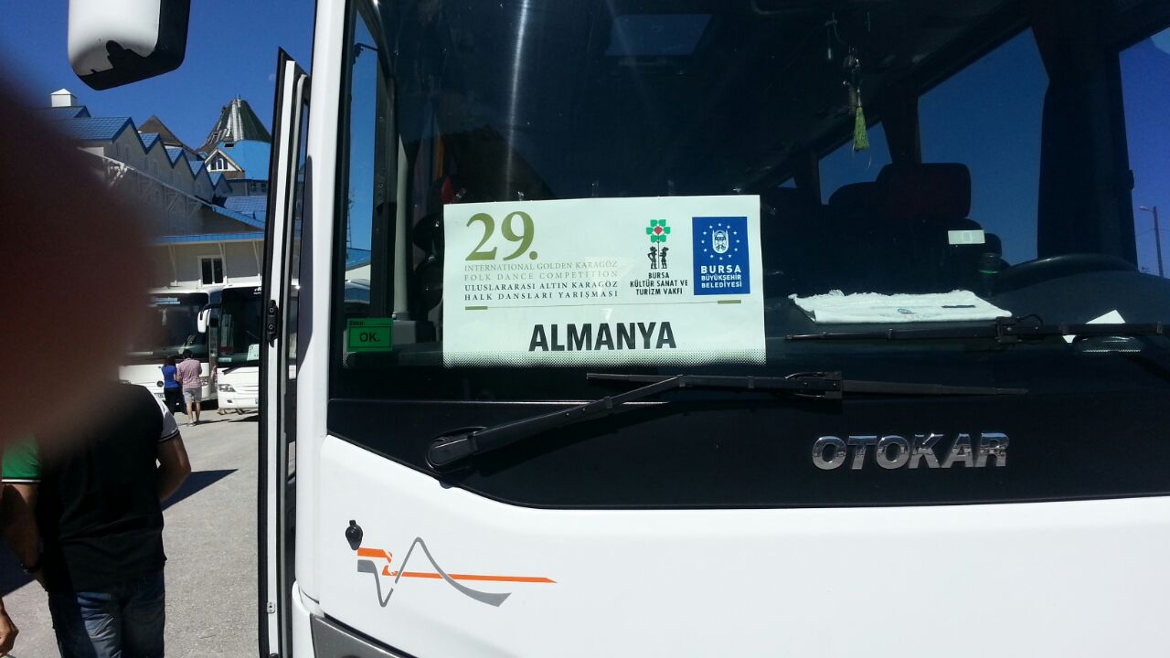 29.
INTERNATIONAL GOLDEN KARAGÖZ
FOLK DANCE COMPETITION
ULUSLARARASI ALTIN KARAGÖZ
HALK DANSLARI YARIŞMASI
BURSA
KÜLTÜR SANAT VE
TURİZM VAKFI
BURSA
BÜYÜKŞEHİR
BELEDİYESİ
ALMANYA
OK.
OTOKAR